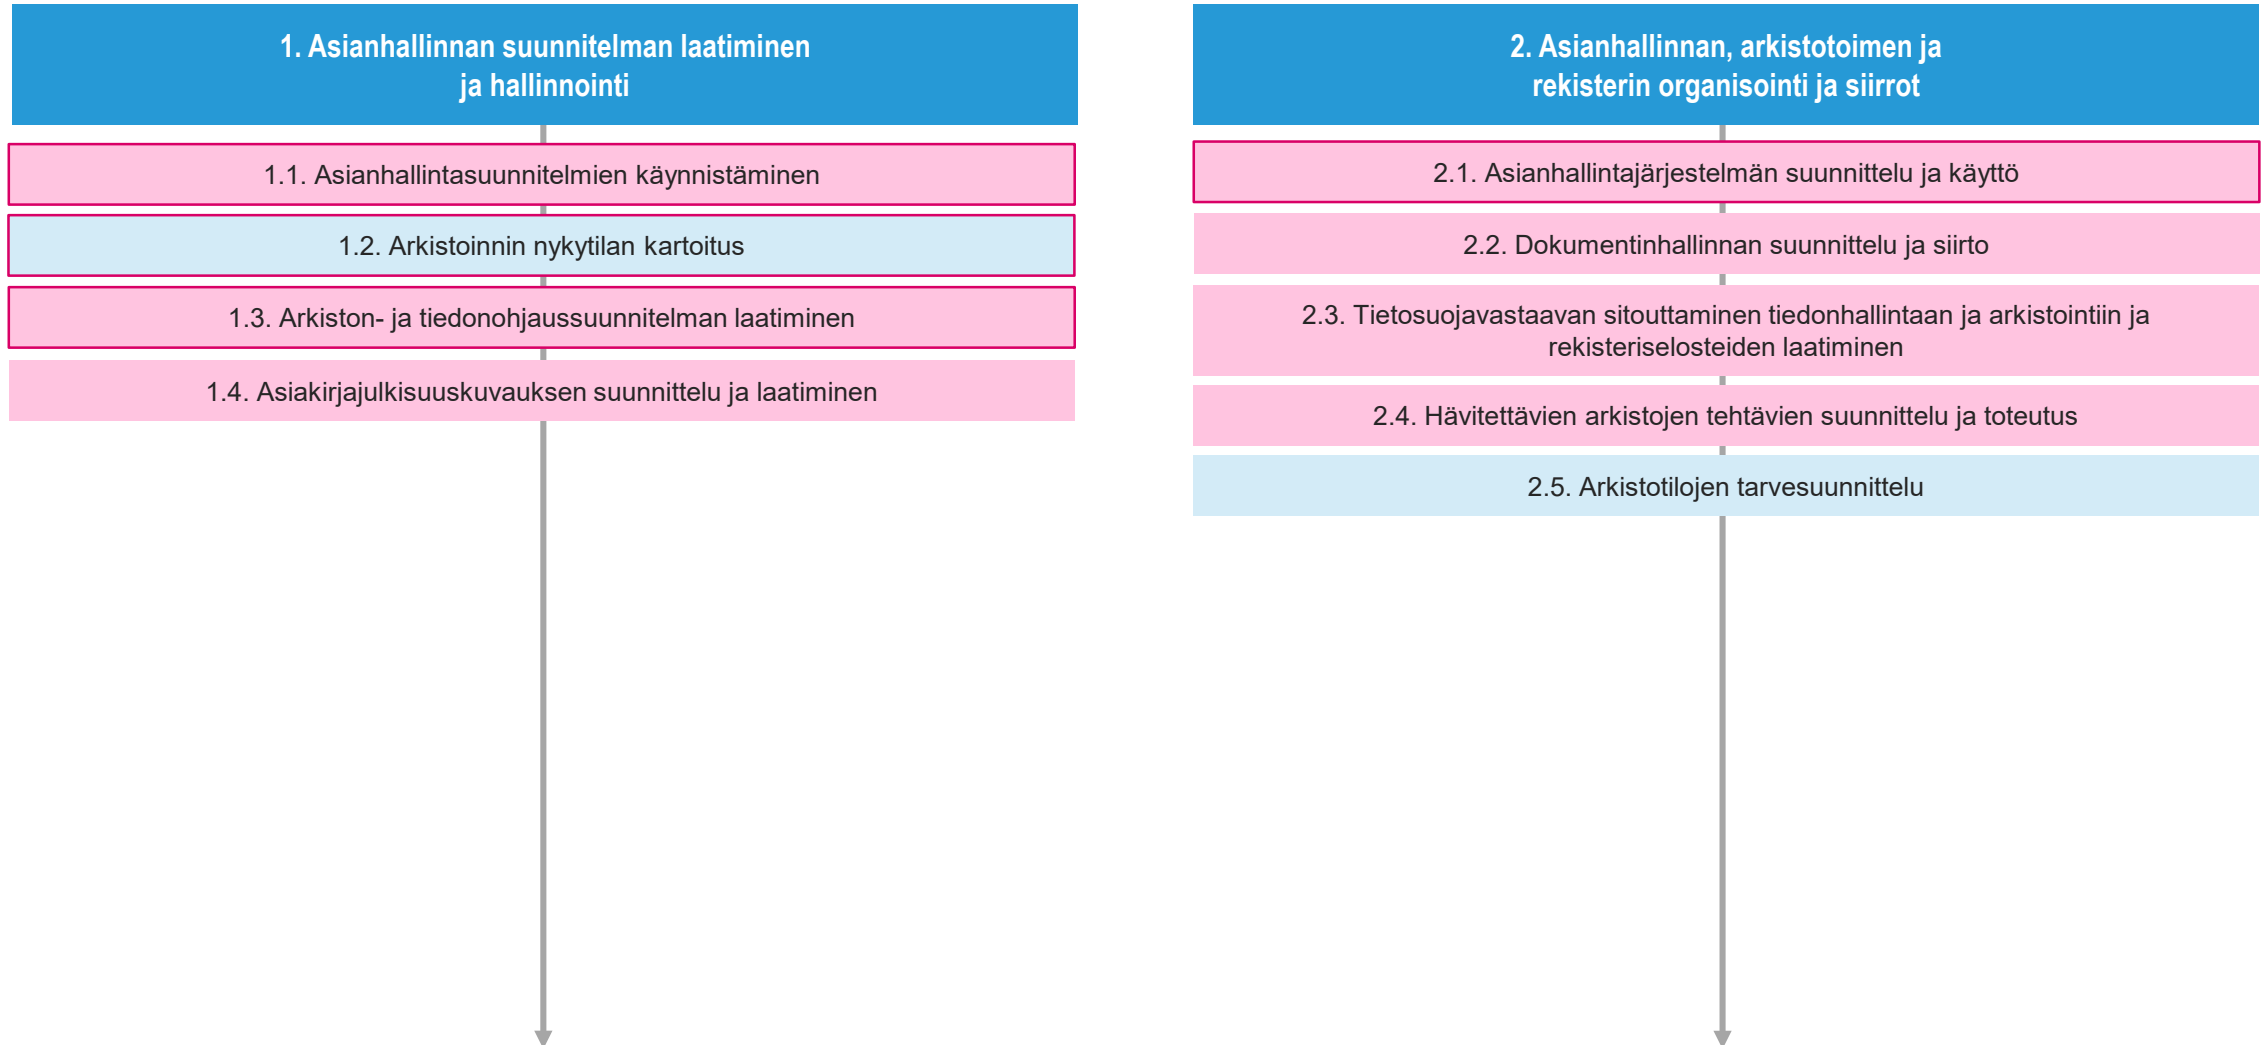 1. Asianhallinnan suunnitelman laatiminen
ja hallinnointi
1.1. Asianhallintasuunnitelmien käynnistäminen
1.2. Arkistoinnin nykytilan kartoitus
1.3. Arkiston- ja tiedonohjaussuunnitelman laatiminen
1.4. Asiakirjajulkisuuskuvauksen suunnittelu ja laatiminen
2. Asianhallinnan, arkistotoimen ja
rekisterin organisointi ja siirrot
2.1. Asianhallintajärjestelmän suunnittelu ja käyttö
2.2. Dokumentinhallinnan suunnittelu ja siirto
2.3. Tietosuojavastaavan sitouttaminen tiedonhallintaan ja arkistointiin ja
rekisteriselosteiden laatiminen
2.4. Hävitettävien arkistojen tehtävien suunnittelu ja toteutus
2.5. Arkistotilojen tarvesuunnittelu